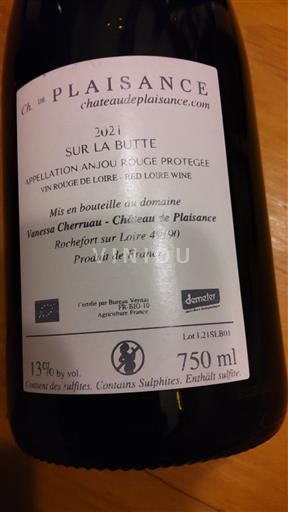 Ch. DE PLAISANCE
chateaudeplaisance.com
2021
SUR LA BUTTE
APPELLATION ANJOU ROUGE PROTEGEE
VIN ROUGE DE LOIRE - RED LOIRE WINE
Mis en bouteille du domaine
Vanessa Cherruau - Château de Plaisance
Rochefort sur Loire 49190
Produit de France
VINIOU
Certifié par Bureau Veritas
FR-BIO-10
Agriculture France
demeter
Lot L21SLB01
13% by vol.
750 ml
Contient des sulfites. Contains Sulphites. Enthält sulfite.